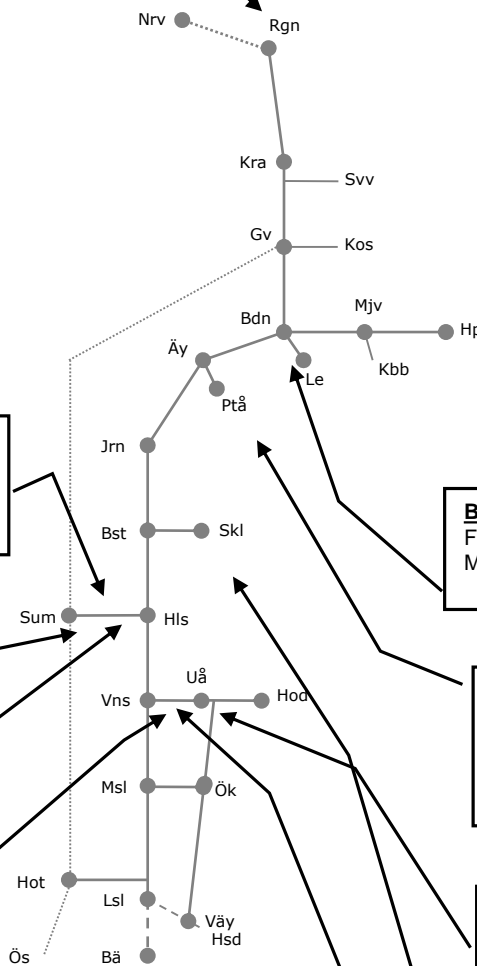 Nrv
Rgn
Kra
Svv
Gv
Kos
Bdn
Mjv
Hp
Äy
Kbb
Le
Ptå
Jrn
B
F
M
Bst
Skl
Sum
Hls
Uå
Vns
Hod
Msl
Ök
Hot
Lsl
Väy
Hsd
Ös
Bä